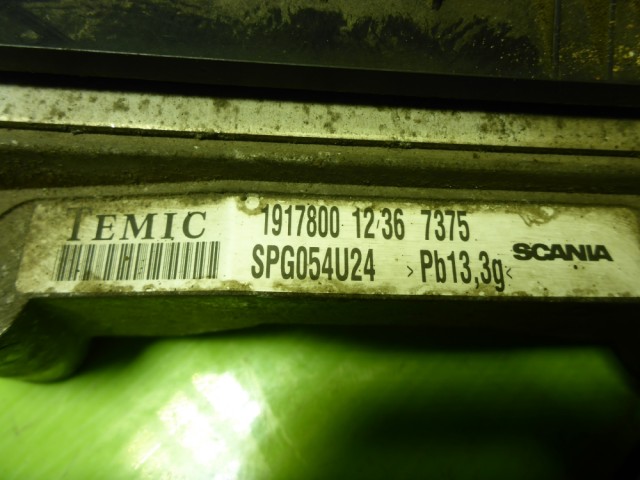 TEMIC 1917800 12/36 7375
SPG054U24 >Pb13,3g< SCANIA